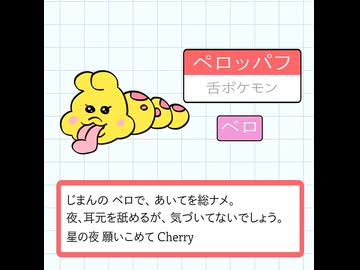 ペロッパフ
舌ポケモン
ベロ
じまんの ベロで、あいてを総ナメ。
夜、耳元を舐めるが、気づいてないでしょう。
星の夜 願いこめて Cherry